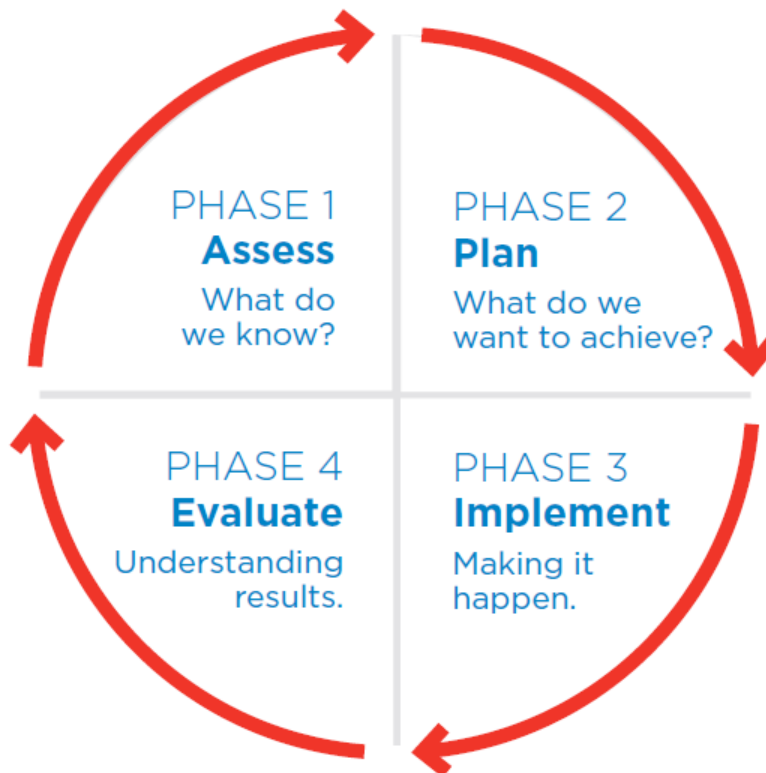 PHASE 1
Assess
What do
we know?
PHASE 2
Plan
What do we
want to achieve?
PHASE 3
Implement
Making it
happen.
PHASE 4
Evaluate
Understanding
results.